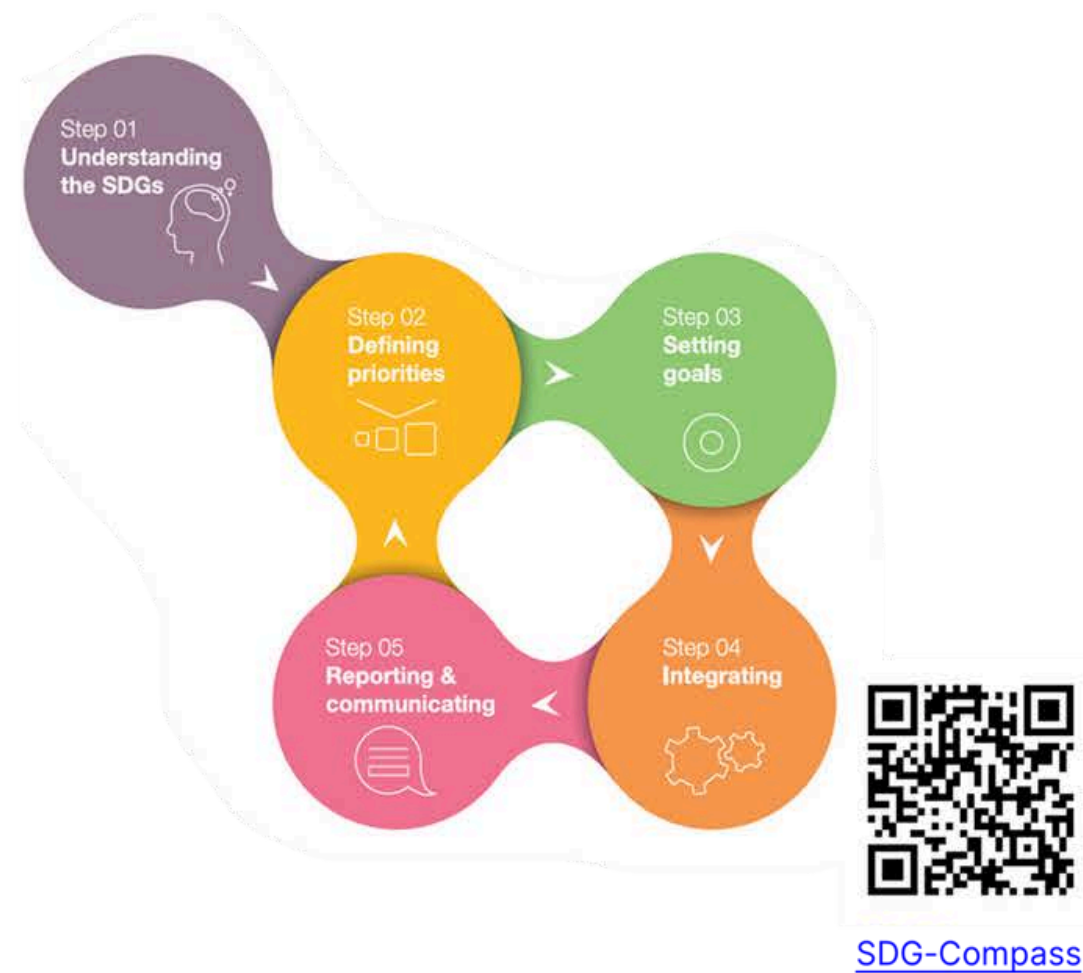 Step 01
Understanding
the SDGs
Step 02
Defining
priorities
Step 03
Setting
goals
Step 04
Integrating
Step 05
Reporting &
communicating
SDG-Compass